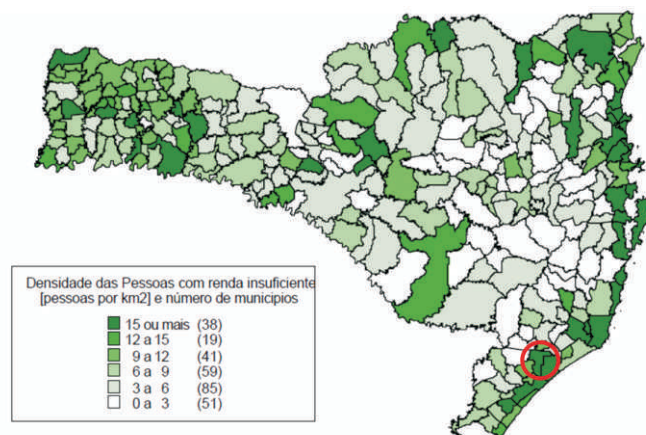 Densidade das Pessoas com renda insuficiente
[pessoas por km2] e número de municipios
15 ou mais (38)
12 a 15 (19)
9 a 12 (41)
6 a 9 (59)
3 a 6 (85)
0 a 3 (51)